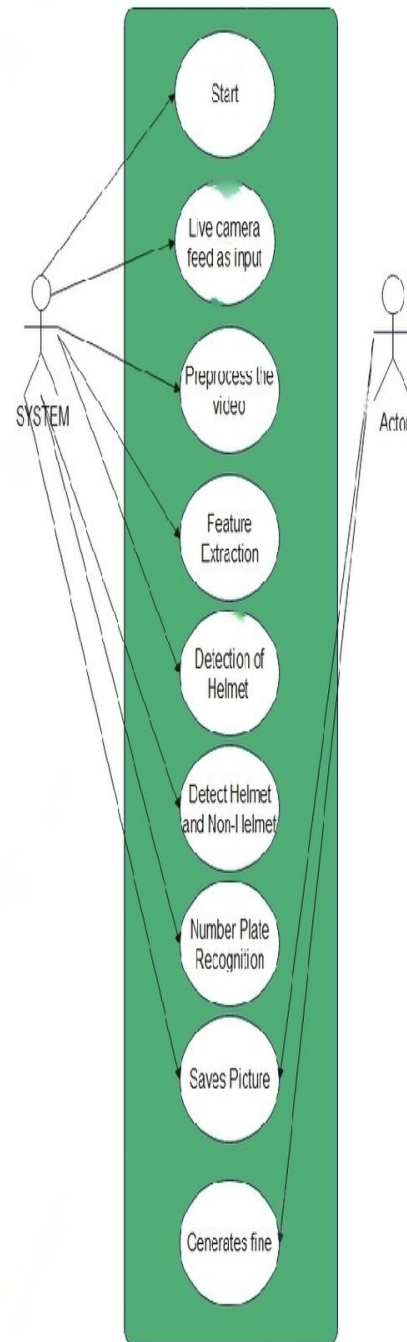 Start
Live camera
feed as input
Preprocess the
video
SYSTEM
Actor
Feature
Extraction
Detection of
Helmet
Detect Helmet
and Non-Helmet
Number Plate
Recognition
Saves Picture
Generates fine